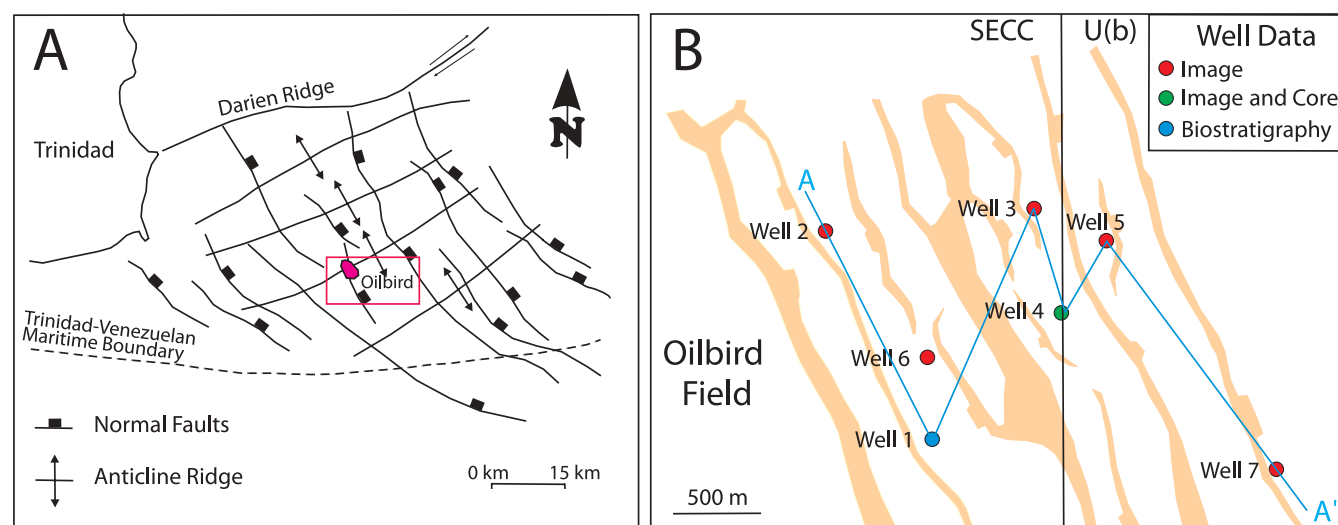 A
Darien Ridge
N
Trinidad
Oilbird
Trinidad-Venezuelan
Maritime Boundary
Normal Faults
Anticline Ridge
0 km
15 km
B
SECC
U(b)
Well Data
Image
Image and Core
Biostratigraphy
A
Well 2
Well 3
Well 5
Well 4
Well 6
Oilbird
Field
Well 1
Well 7
500 m
A'